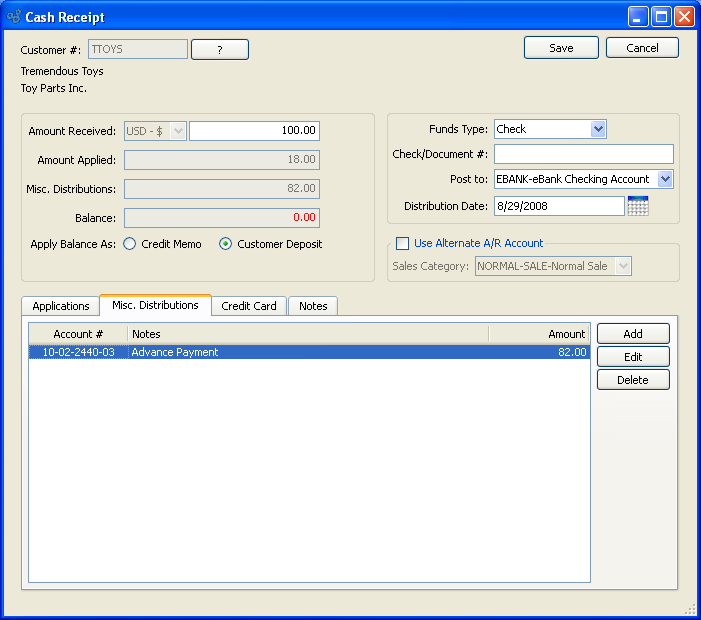 Cash Receipt
Customer #: TTOYS ? Save Cancel
Tremendous Toys
Toy Parts Inc.
Amount Received: USD - $ 100.00
Amount Applied: 18.00
Misc. Distributions: 82.00
Balance: 0.00
Apply Balance As: Credit Memo Customer Deposit
Funds Type: Check
Check/Document #:
Post to: EBANK-eBank Checking Account
Distribution Date: 8/29/2008
Use Alternate A/R Account
Sales Category: NORMAL-SALE-Normal Sale
Applications Misc. Distributions Credit Card Notes
Account # Notes Amount
10-02-2440-03 Advance Payment 82.00
Add
Edit
Delete